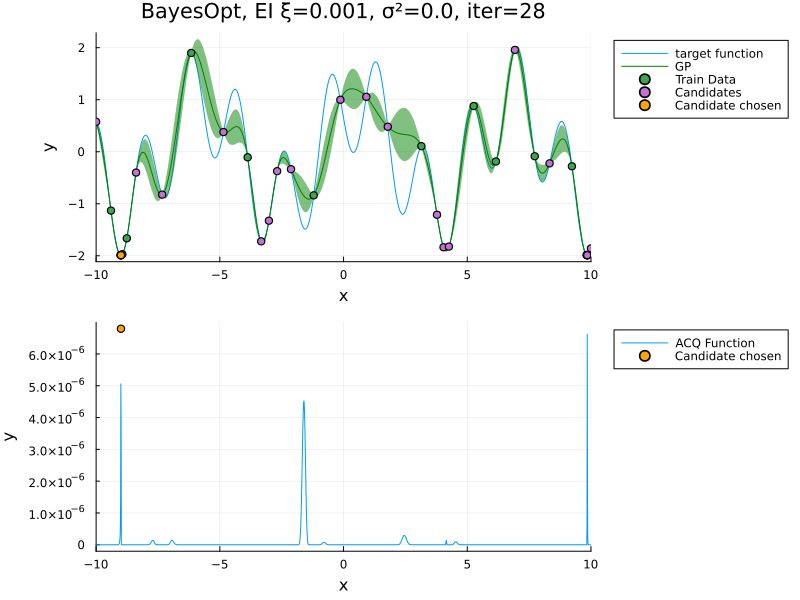 BayesOpt, EI ξ=0.001, σ²=0.0, iter=28
y
2
1
0
−1
−2
−10 −5 0 5 10
x
target function
GP
Train Data
Candidates
Candidate chosen
y
6.0×10⁻⁶
5.0×10⁻⁶
4.0×10⁻⁶
3.0×10⁻⁶
2.0×10⁻⁶
1.0×10⁻⁶
0
−10 −5 0 5 10
x
ACQ Function
Candidate chosen